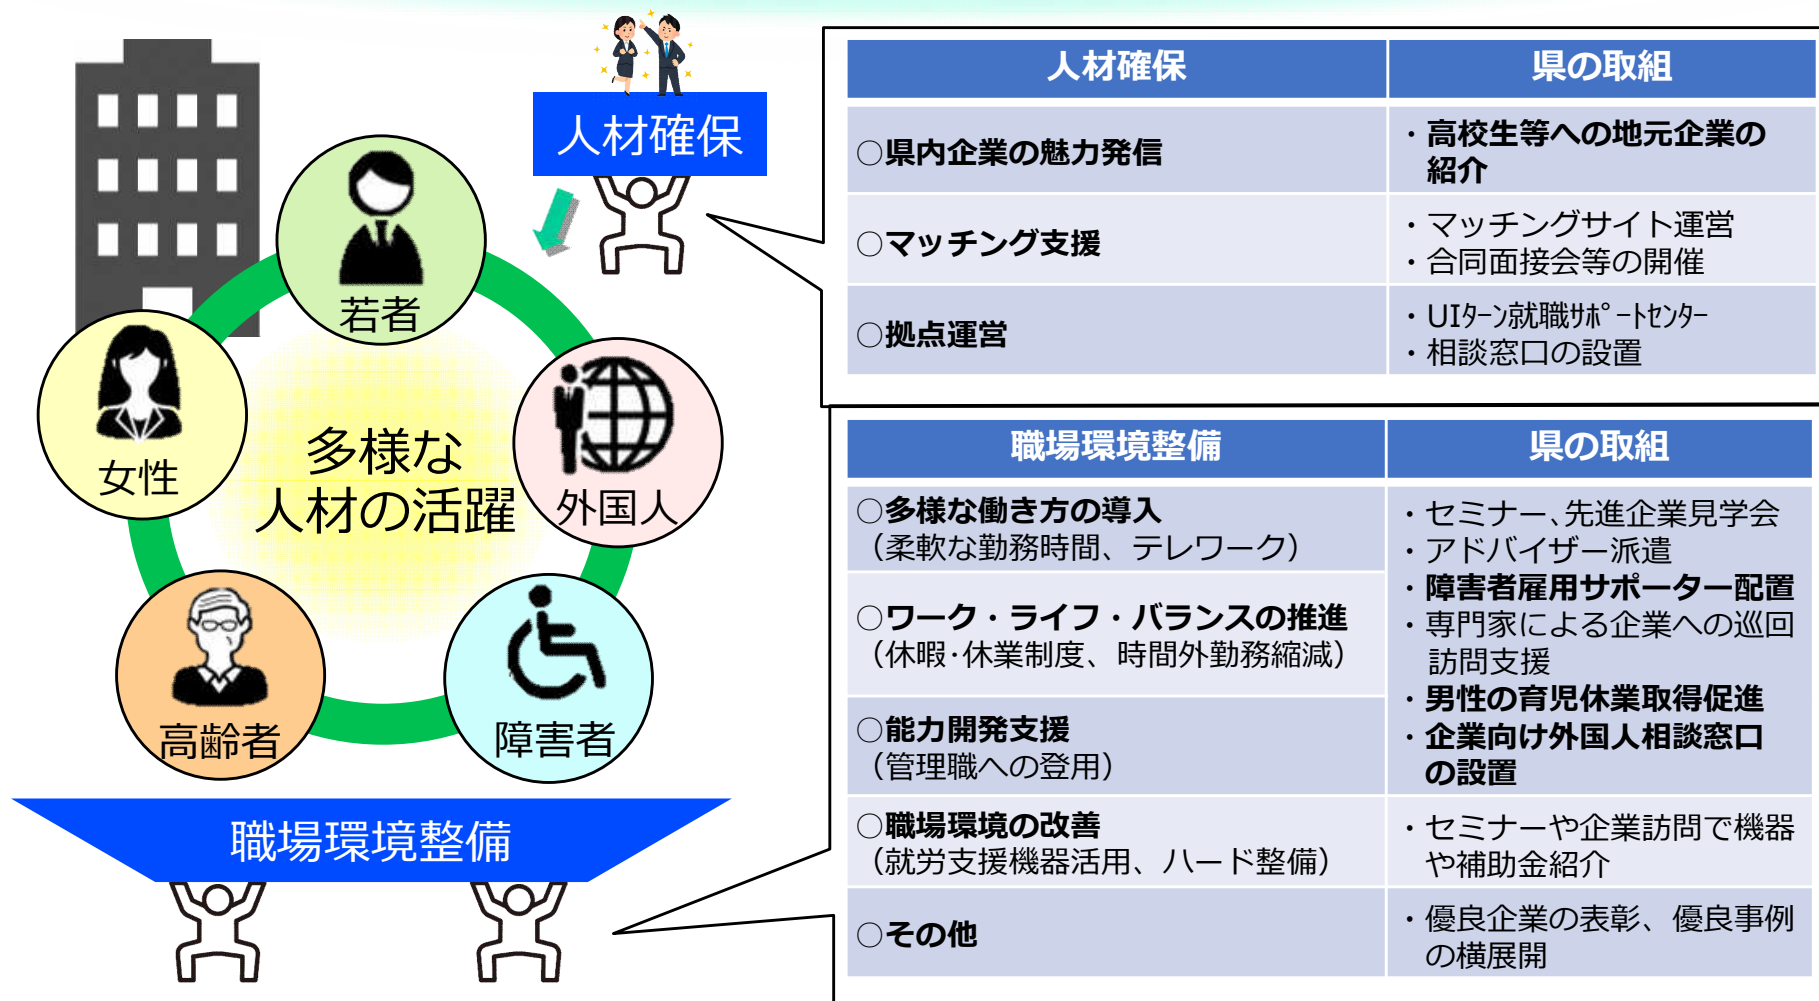 人材確保
若者
女性
外国人
多様な
人材の活躍
高齢者
障害者
職場環境整備
人材確保
県の取組
○県内企業の魅力発信
・高校生等への地元企業の
紹介
○マッチング支援
・マッチングサイト運営
・合同面接会等の開催
○拠点運営
・UIターン就職サポートセンター
・相談窓口の設置
職場環境整備
県の取組
○多様な働き方の導入
（柔軟な勤務時間、テレワーク）
○ワーク・ライフ・バランスの推進
（休暇･休業制度、時間外勤務縮減）
○能力開発支援
（管理職への登用）
・セミナー、先進企業見学会
・アドバイザー派遣
・障害者雇用サポーター配置
・専門家による企業への巡回
訪問支援
・男性の育児休業取得促進
・企業向け外国人相談窓口
の設置
○職場環境の改善
（就労支援機器活用、ハード整備）
・セミナーや企業訪問で機器
や補助金紹介
○その他
・優良企業の表彰、優良事例
の横展開